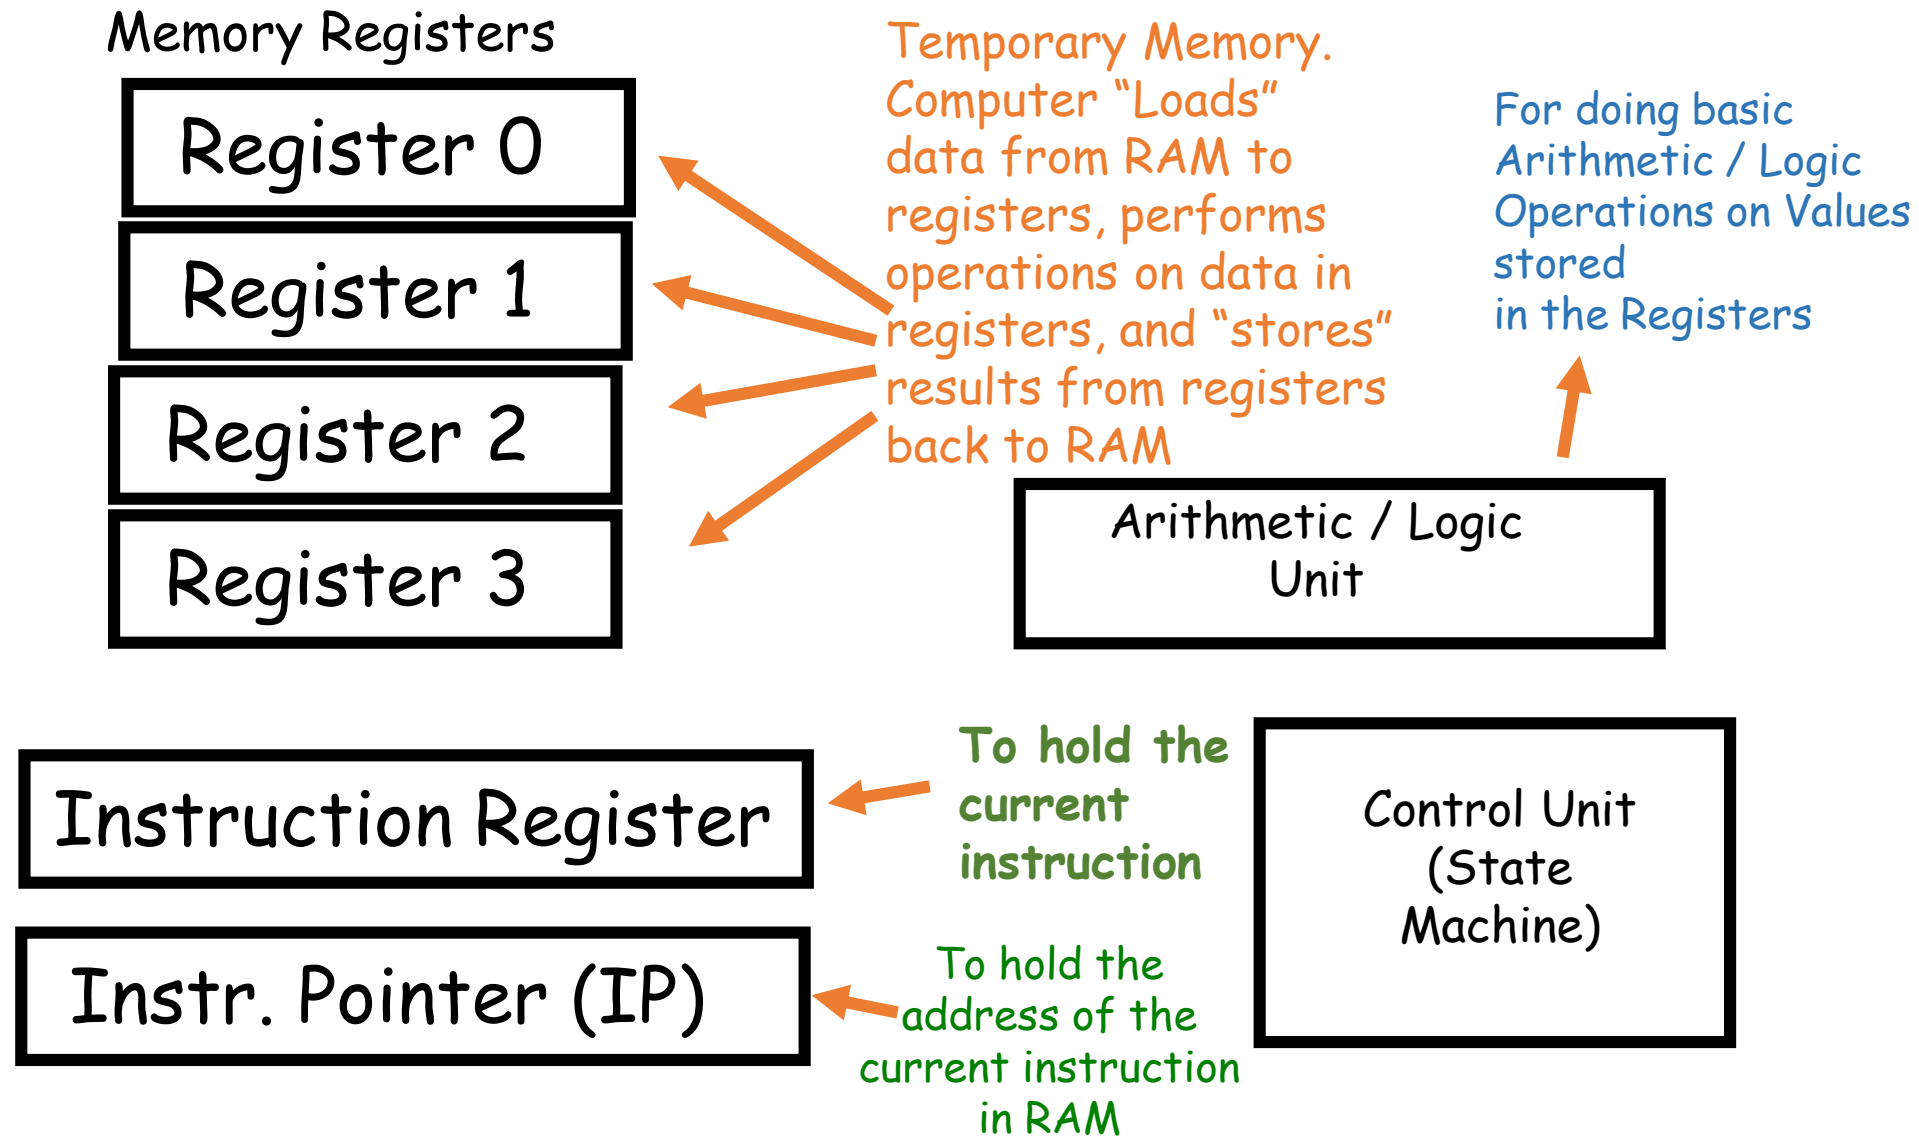 Memory Registers
Register 0
Register 1
Register 2
Register 3
Temporary Memory.
Computer “Loads”
data from RAM to
registers, performs
operations on data in
registers, and “stores”
results from registers
back to RAM
For doing basic
Arithmetic / Logic
Operations on Values
stored
in the Registers
Arithmetic / Logic
Unit
Instruction Register
To hold the
current
instruction
Instr. Pointer (IP)
To hold the
address of the
current instruction
in RAM
Control Unit
(State
Machine)